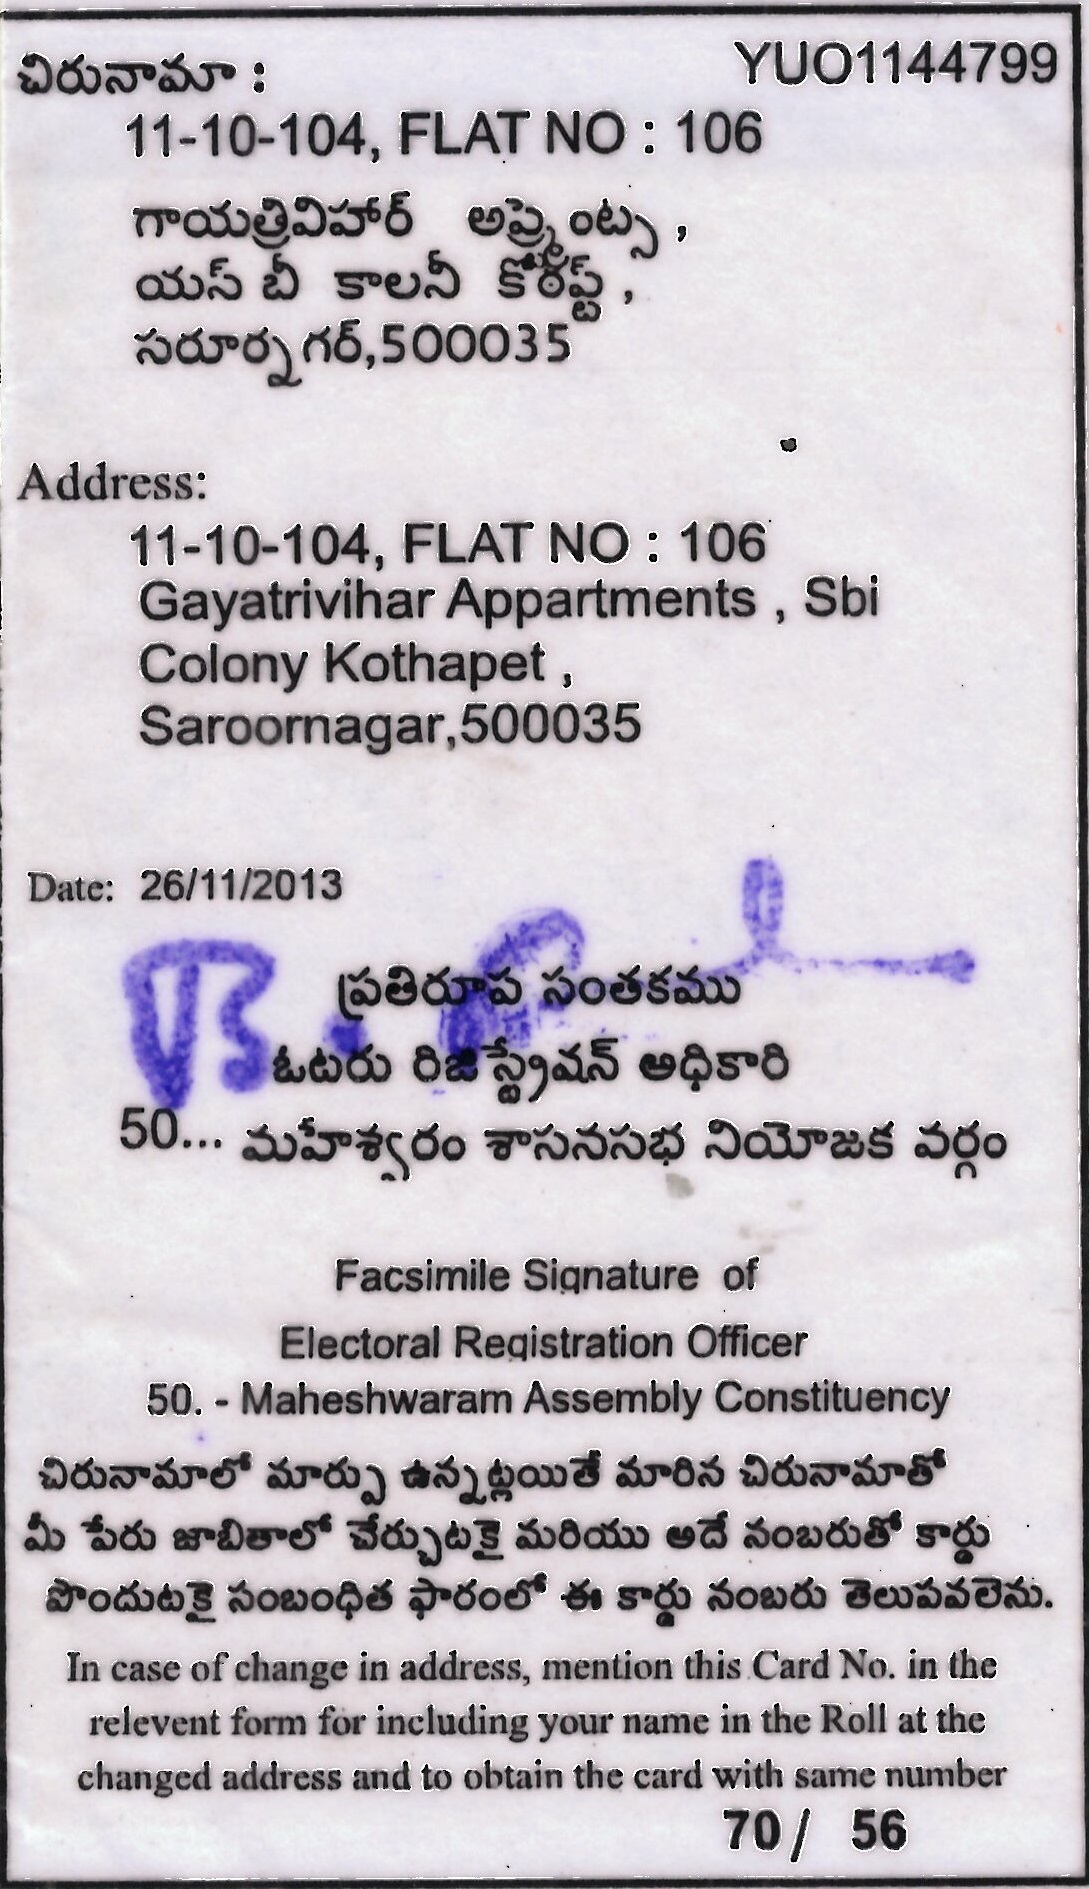 YUO1144799
చిరునామా :
11-10-104, FLAT NO : 106
గాయత్రివిహార్ అప్ర్మెంట్స ,
యస్ బీ కాలనీ కోఠప్ట్ ,
సరూర్నగర్,500035
Address:
11-10-104, FLAT NO : 106
Gayatrivihar Appartments , Sbi
Colony Kothapet ,
Saroornagar,500035
Date: 26/11/2013
ప్రతిరూప సంతకము
ఓటరు రిజిస్ట్రేషన్ అధికారి
50... మహేశ్వరం శాసనసభ నియోజక వర్గం
Facsimile Signature of
Electoral Registration Officer
50. - Maheshwaram Assembly Constituency
చిరునామాలో మార్పు ఉన్నట్లయితే మారిన చిరునామాతో
మీ పేరు జాబితాలో చేర్చుటకై మరియు అదే నంబరుతో కార్డు
పొందుటకై సంబంధిత ఫారంలో ఈ కార్డు నంబరు తెలుపవలెను.
In case of change in address, mention this Card No. in the
relevent form for including your name in the Roll at the
changed address and to obtain the card with same number
70 / 56